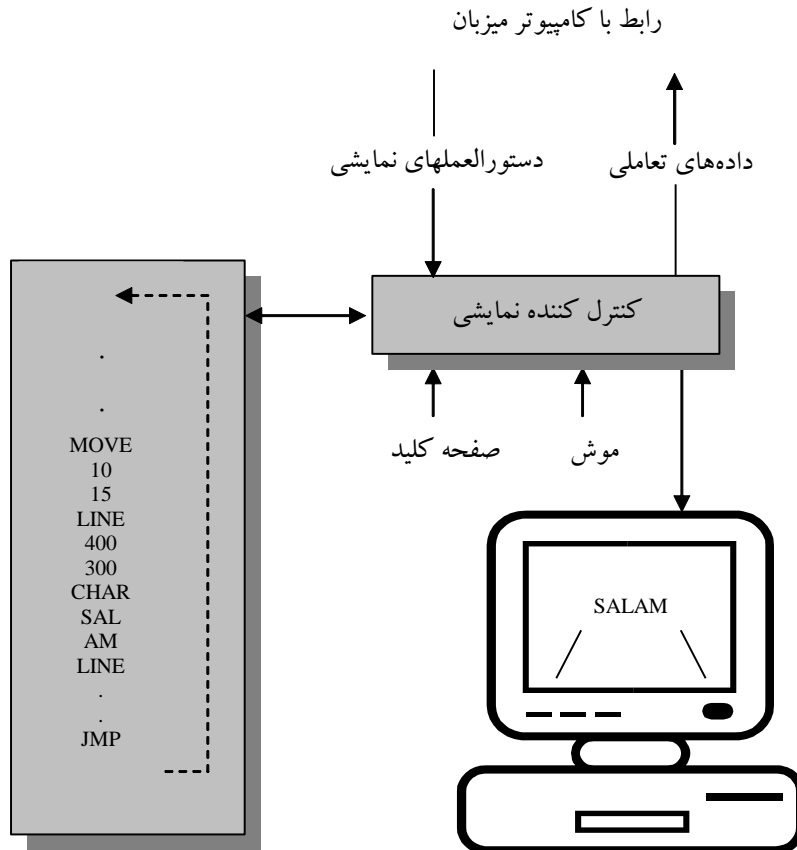 رابط با کامپیوتر میزبان
دستورالعملهای نمایشی
داده‌های تعاملی
کنترل کننده نمایشی
صفحه کلید
موش
.
.
MOVE
10
15
LINE
400
300
CHAR
SAL
AM
LINE
.
.
JMP
SALAM